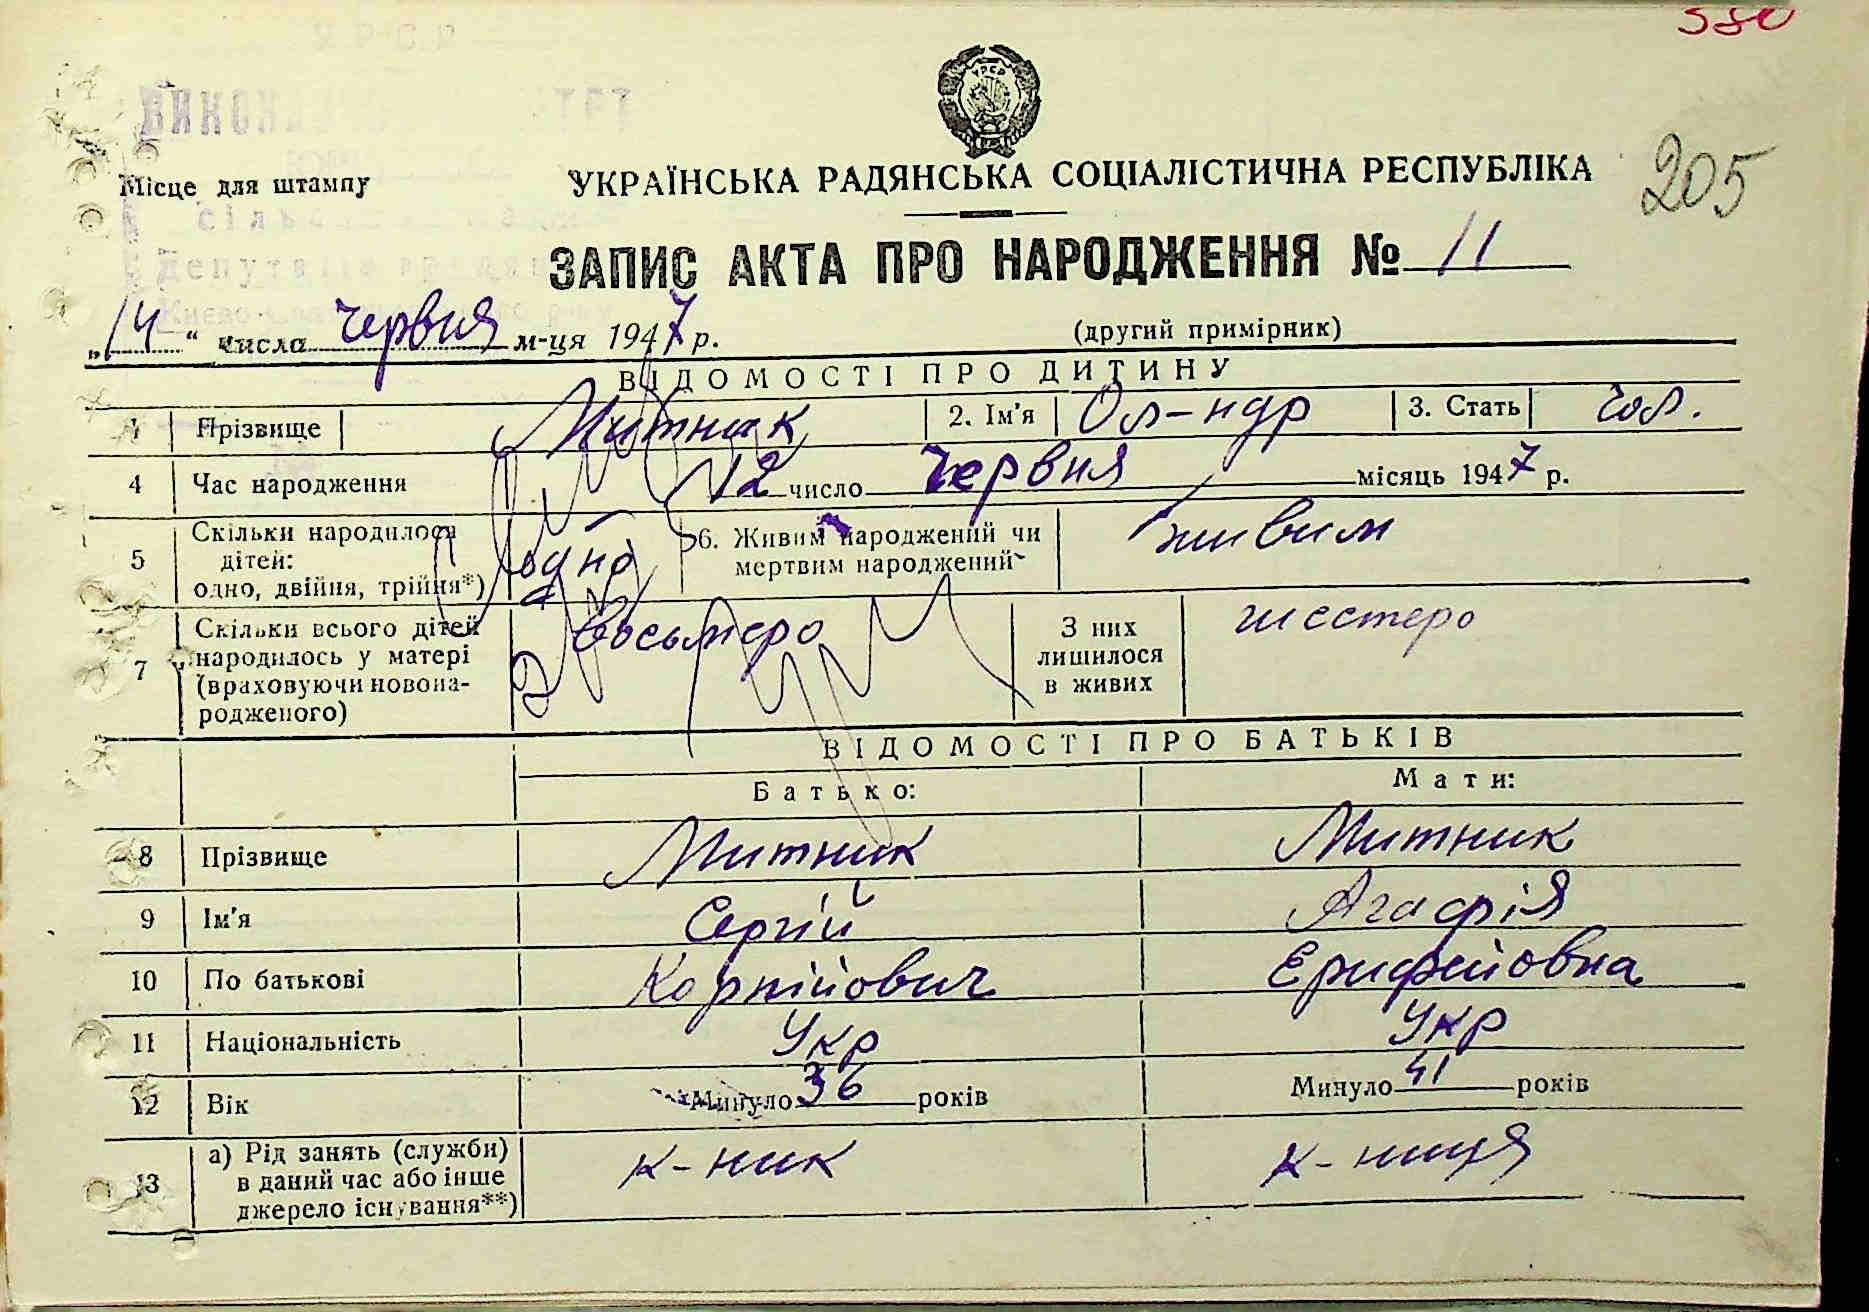 УРСР
Місце для штампу
УКРАЇНСЬКА РАДЯНСЬКА СОЦІАЛІСТИЧНА РЕСПУБЛІКА
205
ЗАПИС АКТА ПРО НАРОДЖЕННЯ № 11
„14“ числа червня м-ця 1947 р.
(другий примірник)
ВІДОМОСТІ ПРО ДИТИНУ
1 Прізвище Митник 2. Ім'я Ол-ндр 3. Стать чол.
4 Час народження 12 число червня місяць 1947 р.
5 Скільки народилося дітей: одно, двійня, трійня*) одно 6. Живим народжений чи мертвим народжений живим
7 Скільки всього дітей народилось у матері (враховуючи новонародженого) Восьмеро З них лишилося в живих шестеро
ВІДОМОСТІ ПРО БАТЬКІВ
Батько: Мати:
8 Прізвище Митник Митник
9 Ім'я Сергій Агафія
10 По батькові Корнійович
11 Національність Укр Укр
12 Вік Минуло 36 років Минуло 41 років
13 а) Рід занять (служби) в даний час або інше джерело існування**) к-ник к-ниця